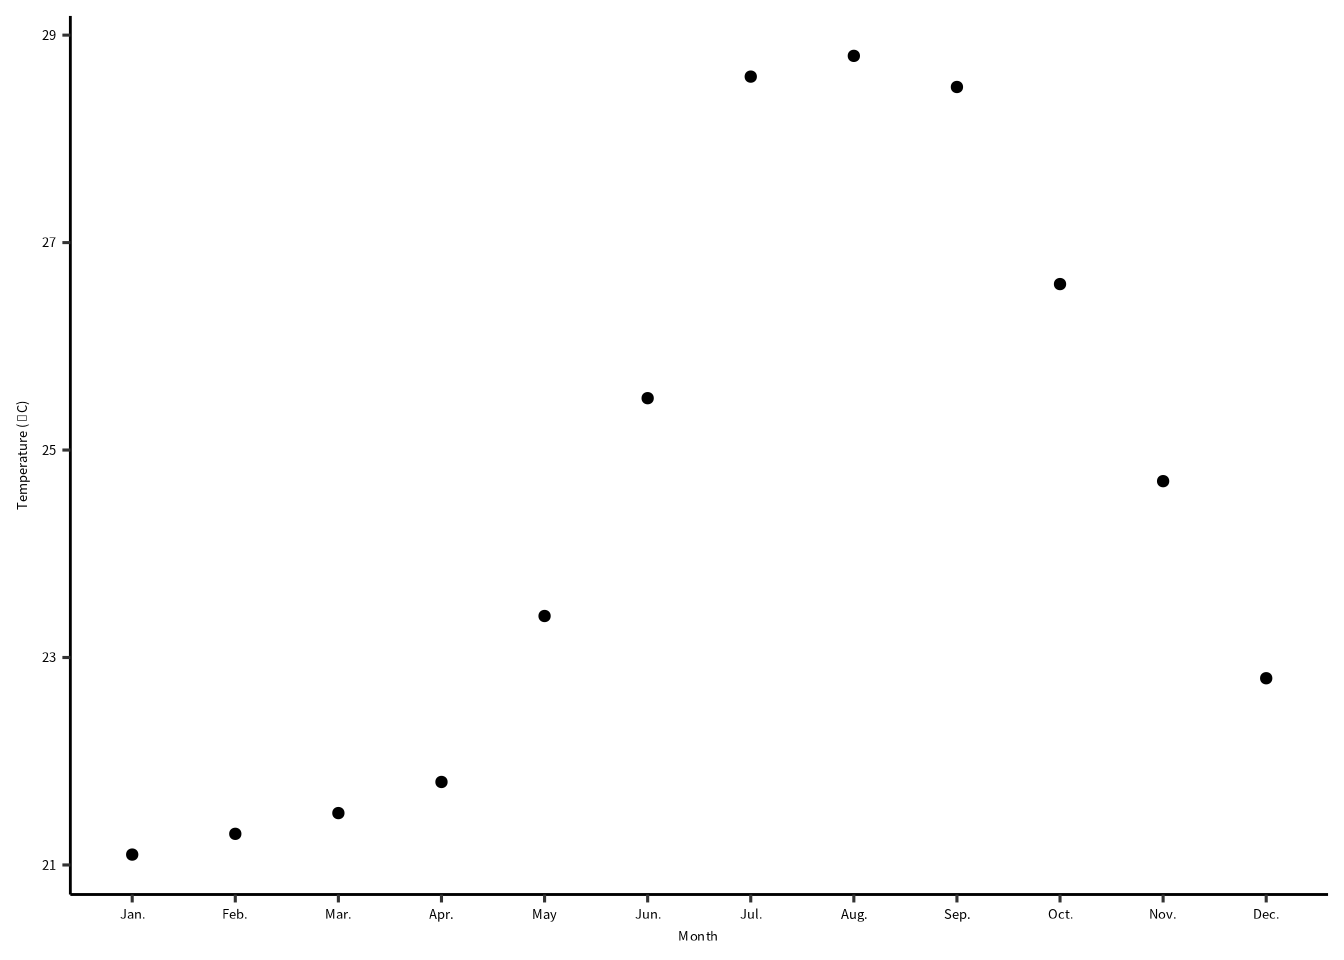 29
27
25
23
21
Temperature (▯C)
Jan.
Feb.
Mar.
Apr.
May
Jun.
Jul.
Aug.
Sep.
Oct.
Nov.
Dec.
Month